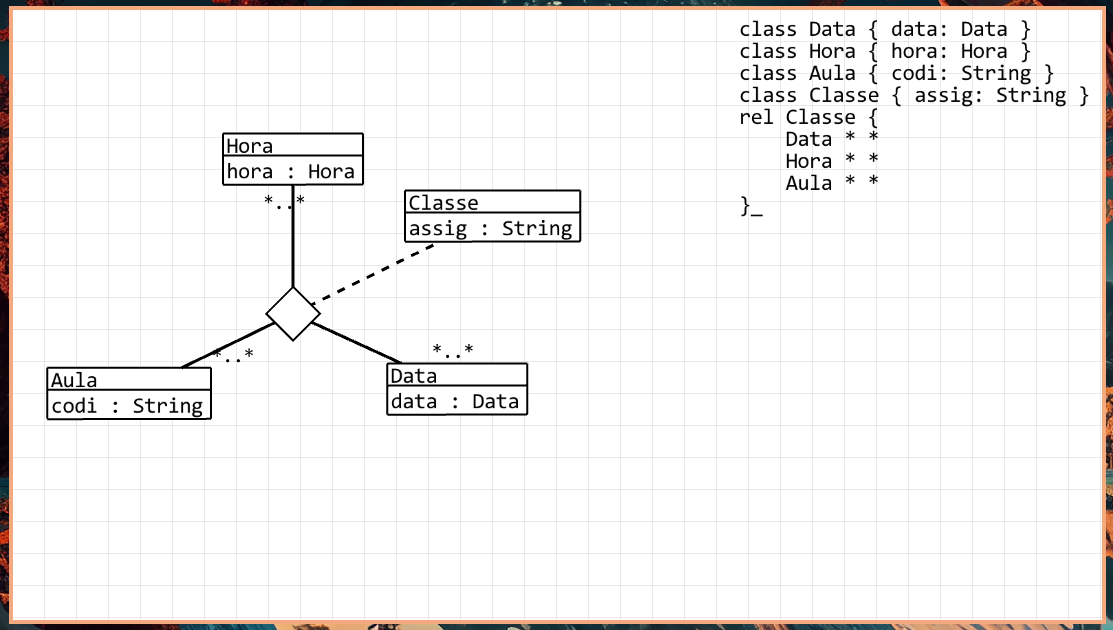 class Data { data: Data }
class Hora { hora: Hora }
class Aula { codi: String }
class Classe { assig: String }
rel Classe {
    Data * *
    Hora * *
    Aula * *
}_
Hora
hora : Hora
*..*
Classe
assig : String
*..*
*..*
Aula
codi : String
Data
data : Data